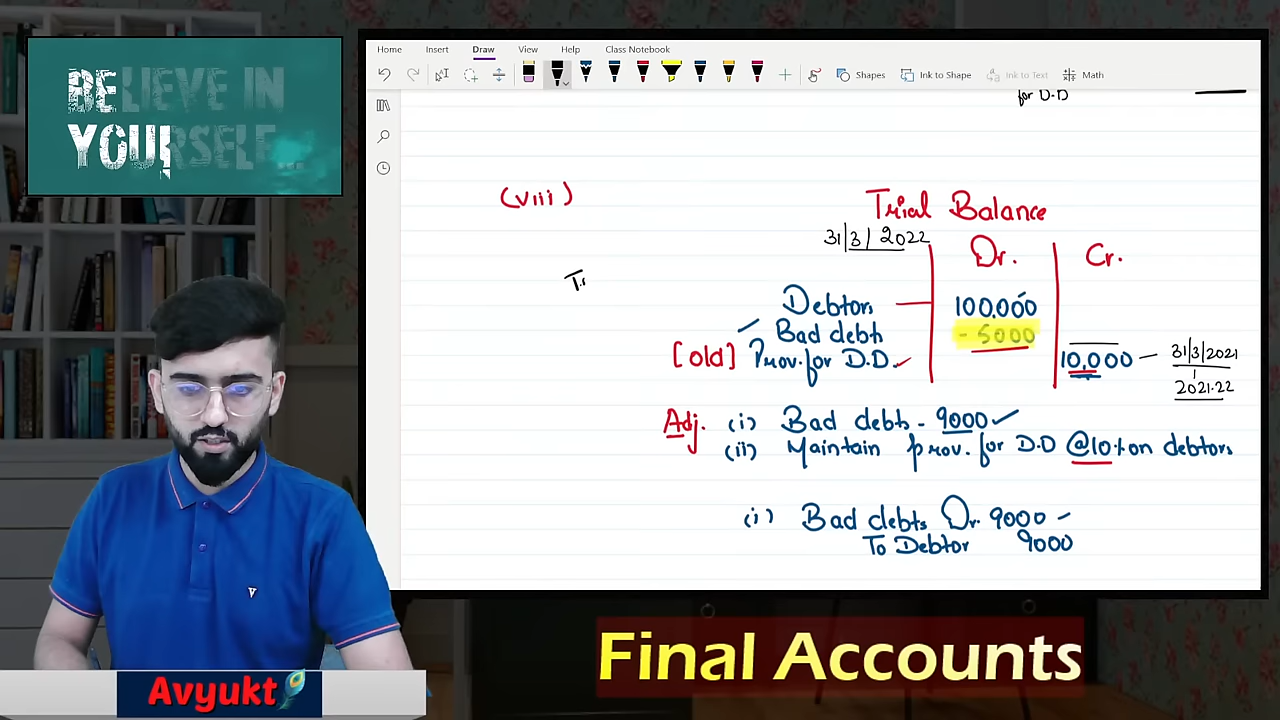 BELIEVE IN
YOURSELF...
Home Insert Draw View Help Class Notebook
Shapes Ink to Shape Ink to Text Math
for D.D
(viii)
Trial Balance
31/3/2022 Dr. Cr.
Debtors 100,000
Bad debts - 5000
[old] Prov. for D.D. 10,000 — 31/3/2021
2021-22
Adj. (i) Bad debts - 9000
(ii) Maintain prov. for D.D @10% on debtors
(i) Bad debts Dr. 9000 -
To Debtor 9000
Final Accounts
Avyukt